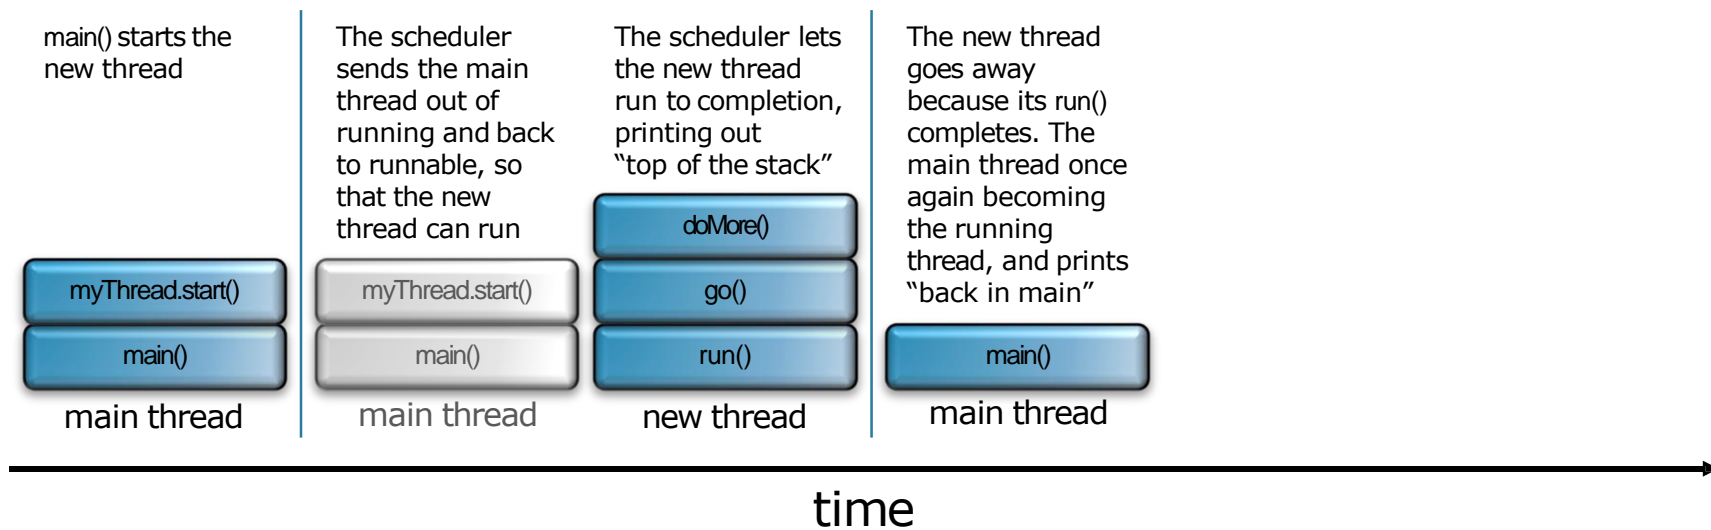 main() starts the
new thread
The scheduler
sends the main
thread out of
running and back
to runnable, so
that the new
thread can run
The scheduler lets
the new thread
run to completion,
printing out
“top of the stack”
The new thread
goes away
because its run()
completes. The
main thread once
again becoming
the running
thread, and prints
“back in main”
myThread.start()
main()
main thread
myThread.start()
main()
main thread
doMore()
go()
run()
new thread
main()
main thread
time